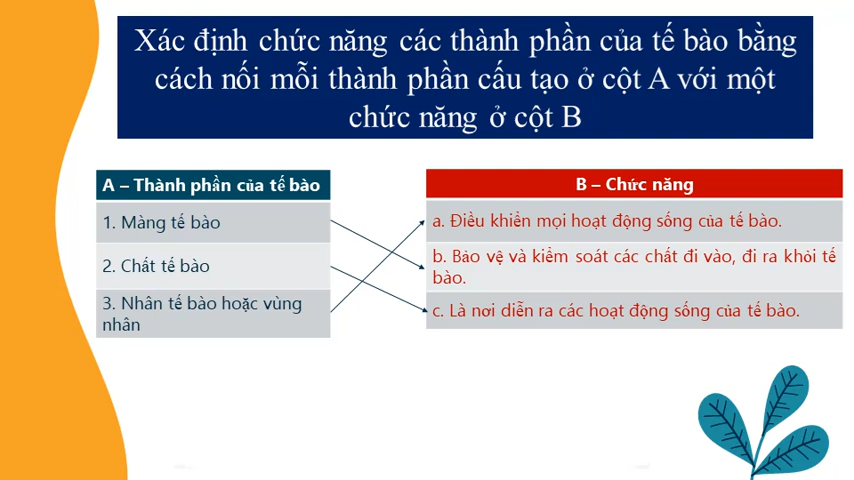 Xác định chức năng các thành phần của tế bào bằng
cách nối mỗi thành phần cấu tạo ở cột A với một
chức năng ở cột B
A – Thành phần của tế bào
1. Màng tế bào
2. Chất tế bào
3. Nhân tế bào hoặc vùng
nhân
B – Chức năng
a. Điều khiển mọi hoạt động sống của tế bào.
b. Bảo vệ và kiểm soát các chất đi vào, đi ra khỏi tế
bào.
c. Là nơi diễn ra các hoạt động sống của tế bào.